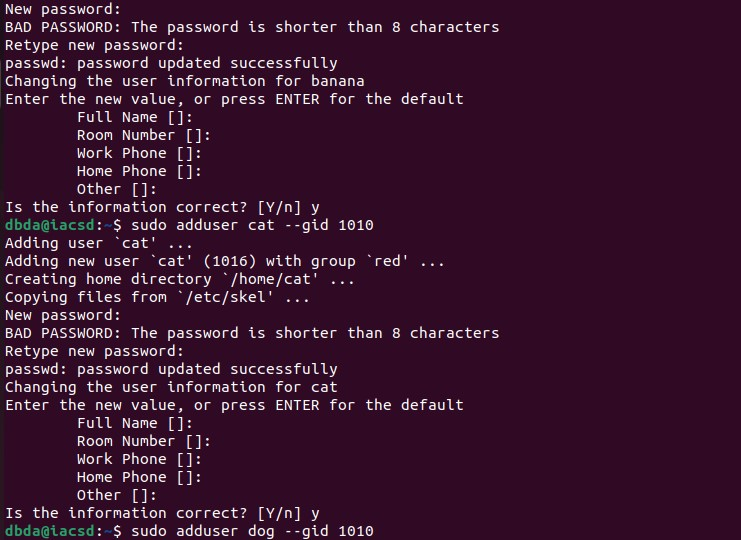 New password:
BAD PASSWORD: The password is shorter than 8 characters
Retype new password:
passwd: password updated successfully
Changing the user information for banana
Enter the new value, or press ENTER for the default
        Full Name []:
        Room Number []:
        Work Phone []:
        Home Phone []:
        Other []:
Is the information correct? [Y/n] y
dbda@iacsd:~$ sudo adduser cat --gid 1010
Adding user `cat' ...
Adding new user `cat' (1016) with group `red' ...
Creating home directory `/home/cat' ...
Copying files from `/etc/skel' ...
New password:
BAD PASSWORD: The password is shorter than 8 characters
Retype new password:
passwd: password updated successfully
Changing the user information for cat
Enter the new value, or press ENTER for the default
        Full Name []:
        Room Number []:
        Work Phone []:
        Home Phone []:
        Other []:
Is the information correct? [Y/n] y
dbda@iacsd:~$ sudo adduser dog --gid 1010